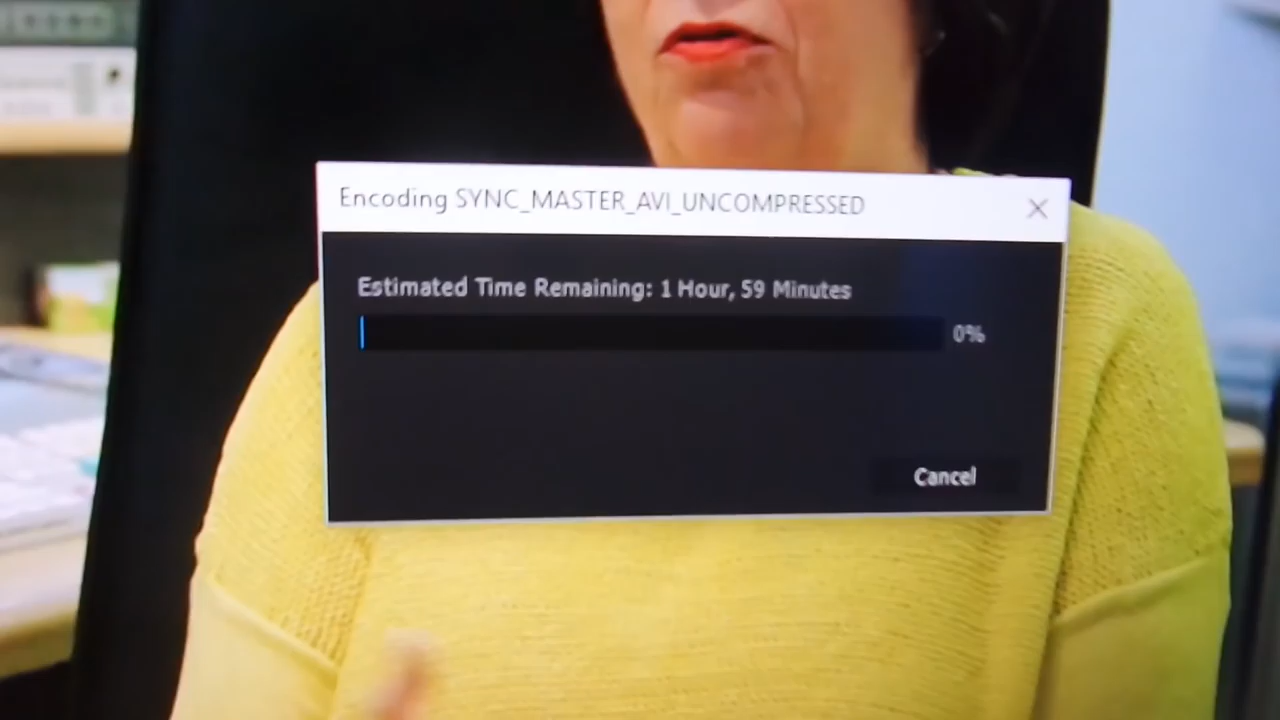 Encoding SYNC_MASTER_AVI_UNCOMPRESSED
Estimated Time Remaining: 1 Hour, 59 Minutes
0%
Cancel